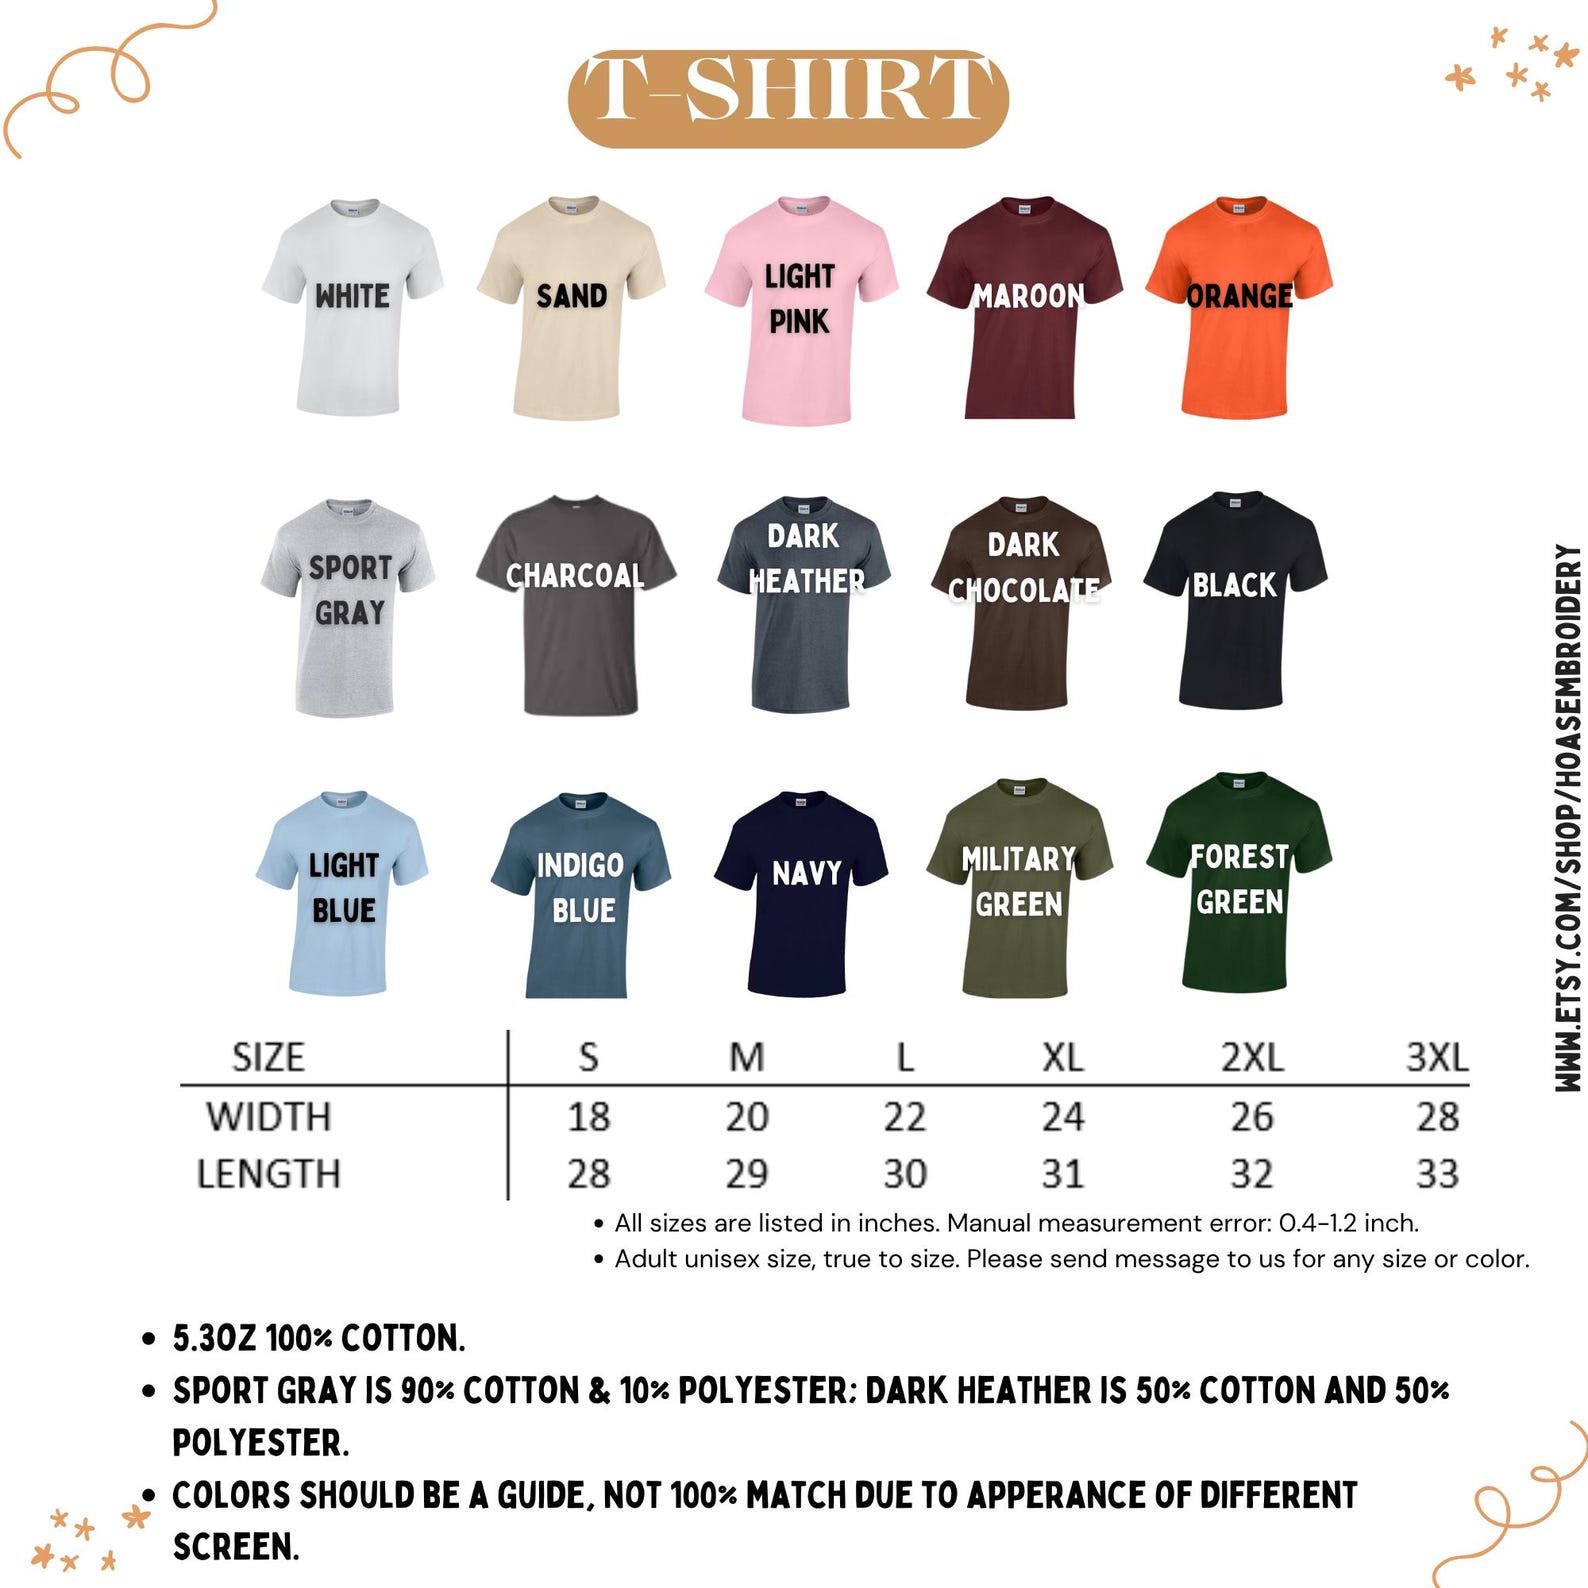 T-SHIRT
WHITE
SAND
LIGHT
PINK
MAROON
ORANGE
SPORT
GRAY
CHARCOAL
DARK
HEATHER
DARK
CHOCOLATE
BLACK
LIGHT
BLUE
INDIGO
BLUE
NAVY
MILITARY
GREEN
FOREST
GREEN
SIZE S M L XL 2XL 3XL
WIDTH 18 20 22 24 26 28
LENGTH 28 29 30 31 32 33
• All sizes are listed in inches. Manual measurement error: 0.4-1.2 inch.
• Adult unisex size, true to size. Please send message to us for any size or color.
• 5.3OZ 100% COTTON.
• SPORT GRAY IS 90% COTTON & 10% POLYESTER; DARK HEATHER IS 50% COTTON AND 50%
POLYESTER.
• COLORS SHOULD BE A GUIDE, NOT 100% MATCH DUE TO APPERANCE OF DIFFERENT
SCREEN.
WWW.ETSY.COM/SHOP/HOASEMBROIDERY